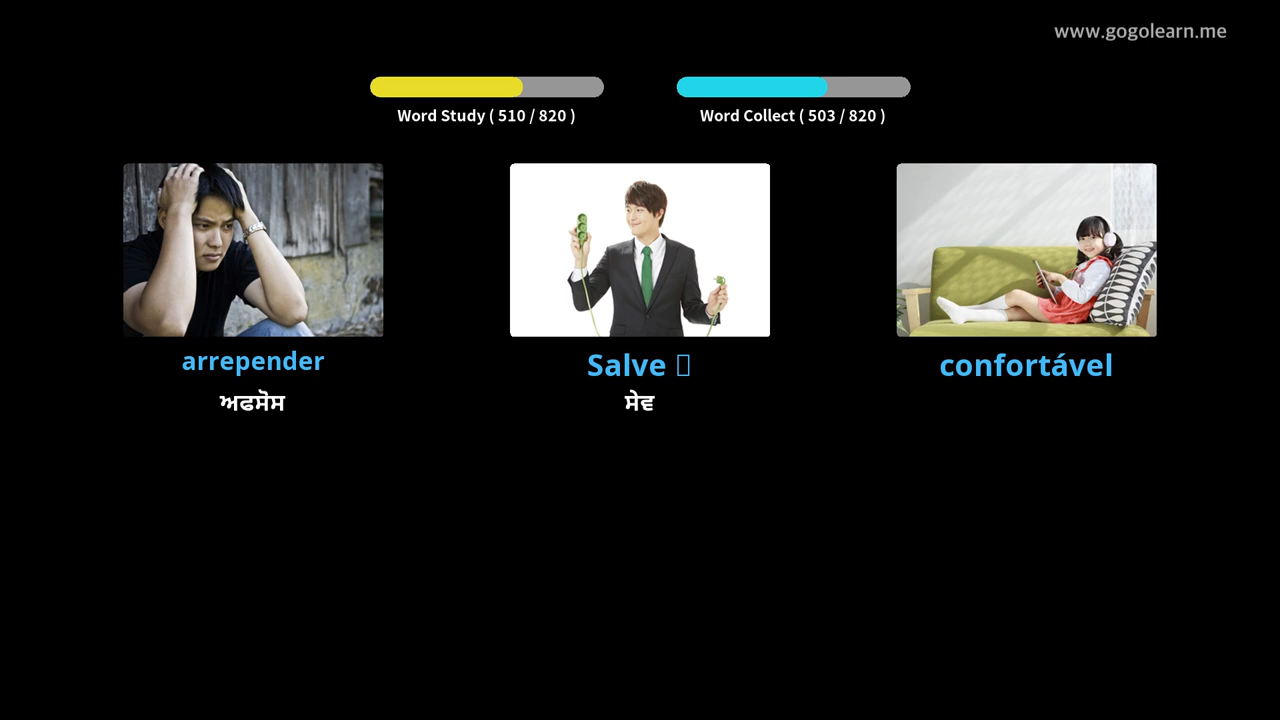 www.gogolearn.me
Word Study ( 510 / 820 )
Word Collect ( 503 / 820 )
arrepender
Salve
confortável
ਅਫਸੋਸ
ਸੇਵ